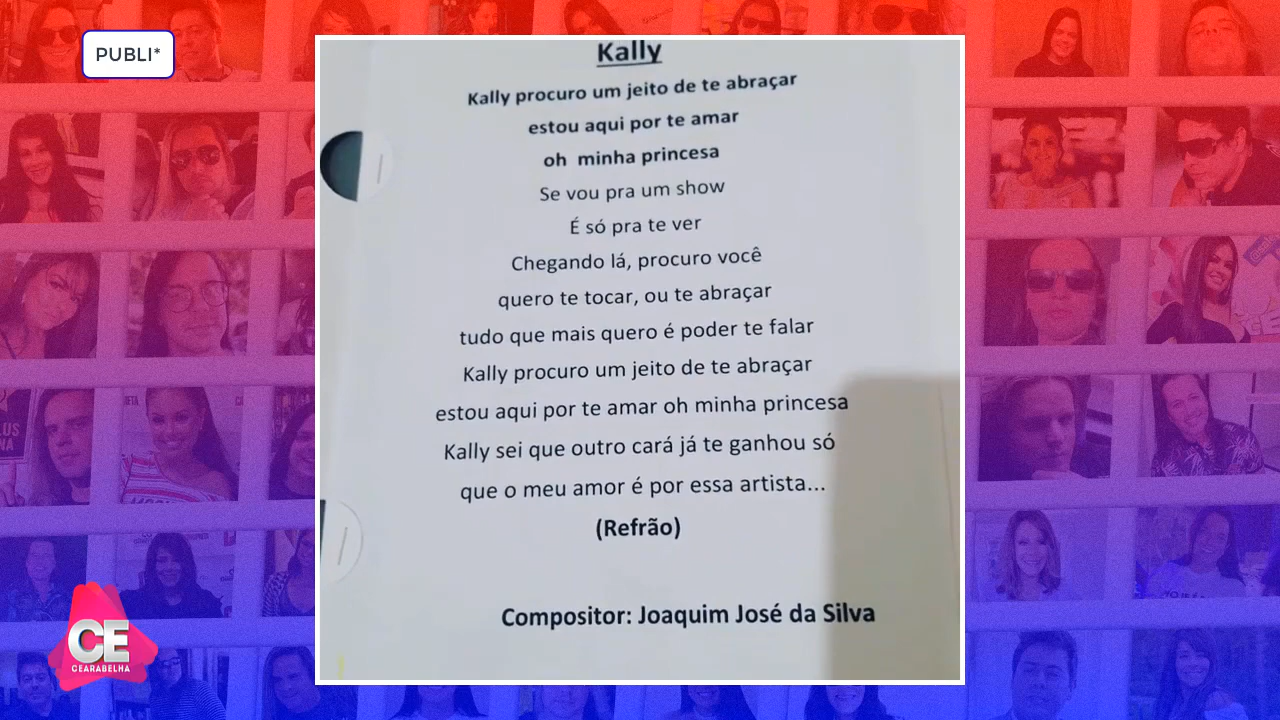 PUBLI*
Kally
Kally procuro um jeito de te abraçar
estou aqui por te amar
oh minha princesa
Se vou pra um show
É só pra te ver
Chegando lá, procuro você
quero te tocar, ou te abraçar
tudo que mais quero é poder te falar
Kally procuro um jeito de te abraçar
estou aqui por te amar oh minha princesa
Kally sei que outro cará já te ganhou só
que o meu amor é por essa artista...
(Refrão)
Compositor: Joaquim José da Silva
CE
CEARABELHA